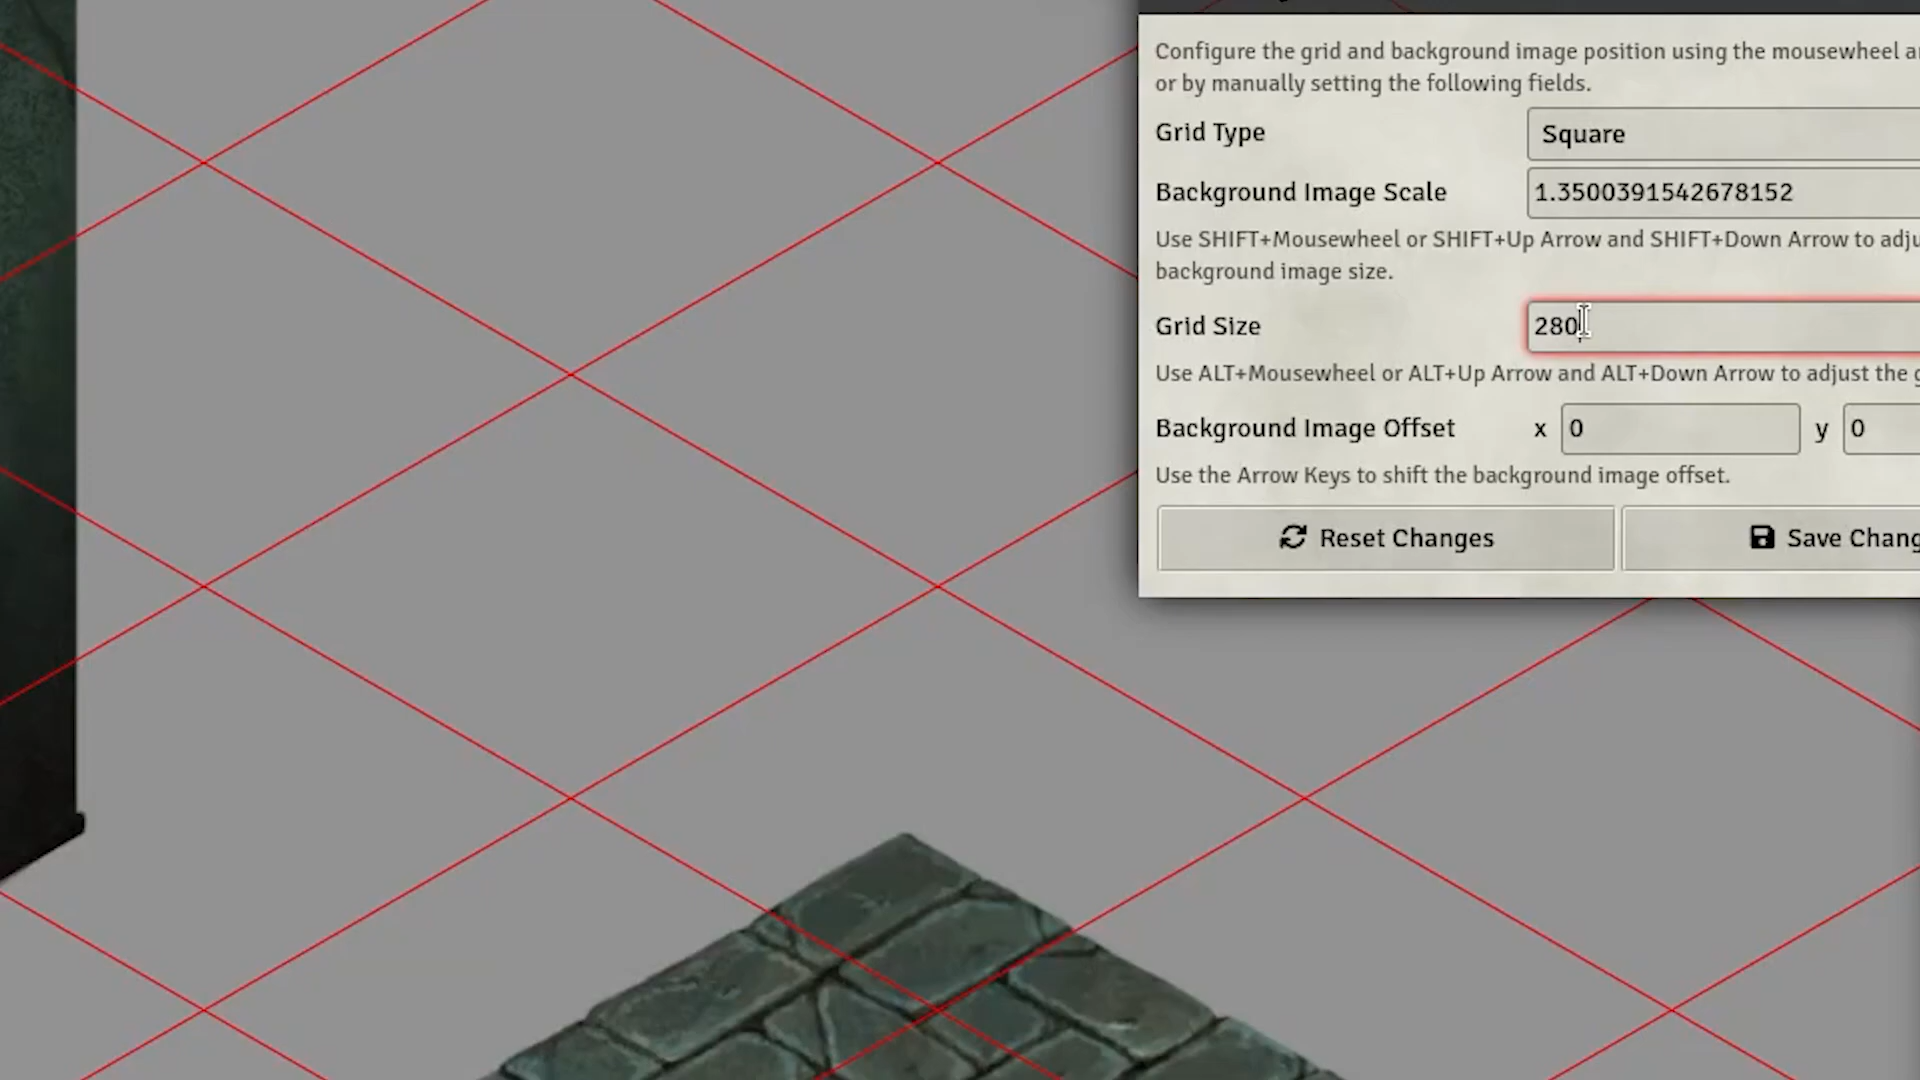 Configure the grid and background image position using the mousewheel
or by manually setting the following fields.
Grid Type
Square
Background Image Scale
1.3500391542678152
Use SHIFT+Mousewheel or SHIFT+Up Arrow and SHIFT+Down Arrow to
background image size.
Grid Size
280
Use ALT+Mousewheel or ALT+Up Arrow and ALT+Down Arrow to adjust the
Background Image Offset x 0 y 0
Use the Arrow Keys to shift the background image offset.
Reset Changes
Save